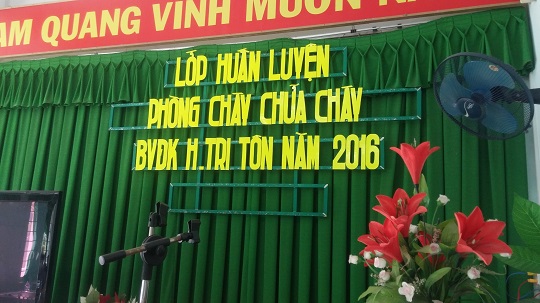 AM QUANG VINH MUÔN N
LỚP HUẤN LUYỆN
PHÒNG CHÁY CHỮA CHÁY
BVĐK H.TRI TÔN NĂM 2016